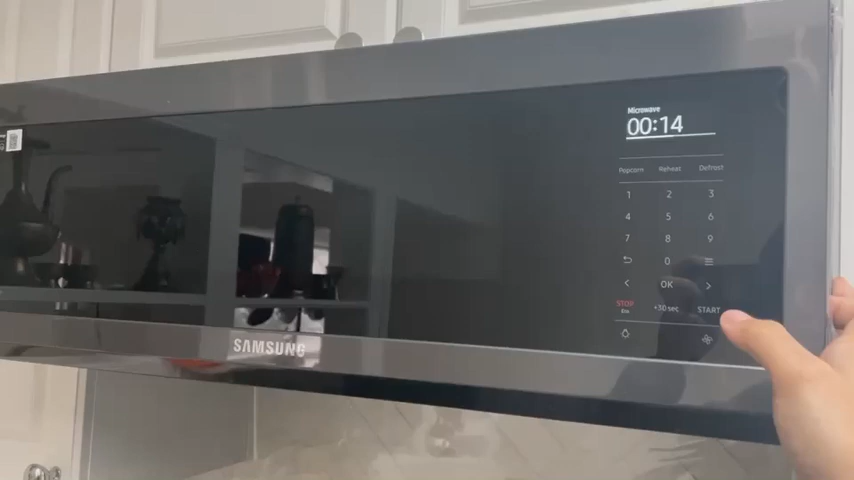 Microwave
00:14
Popcorn Reheat Defrost
1 2 3
4 5 6
7 8 9
0
OK
STOP +30 sec START
SAMSUNG